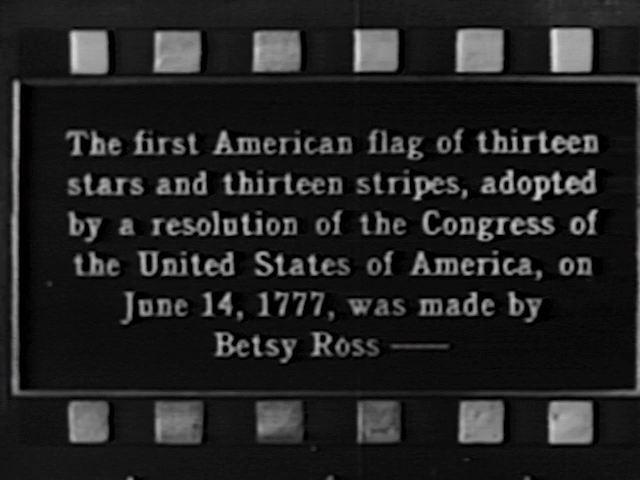 The first American flag of thirteen
stars and thirteen stripes, adopted
by a resolution of the Congress of
the United States of America, on
June 14, 1777, was made by
Betsy Ross —